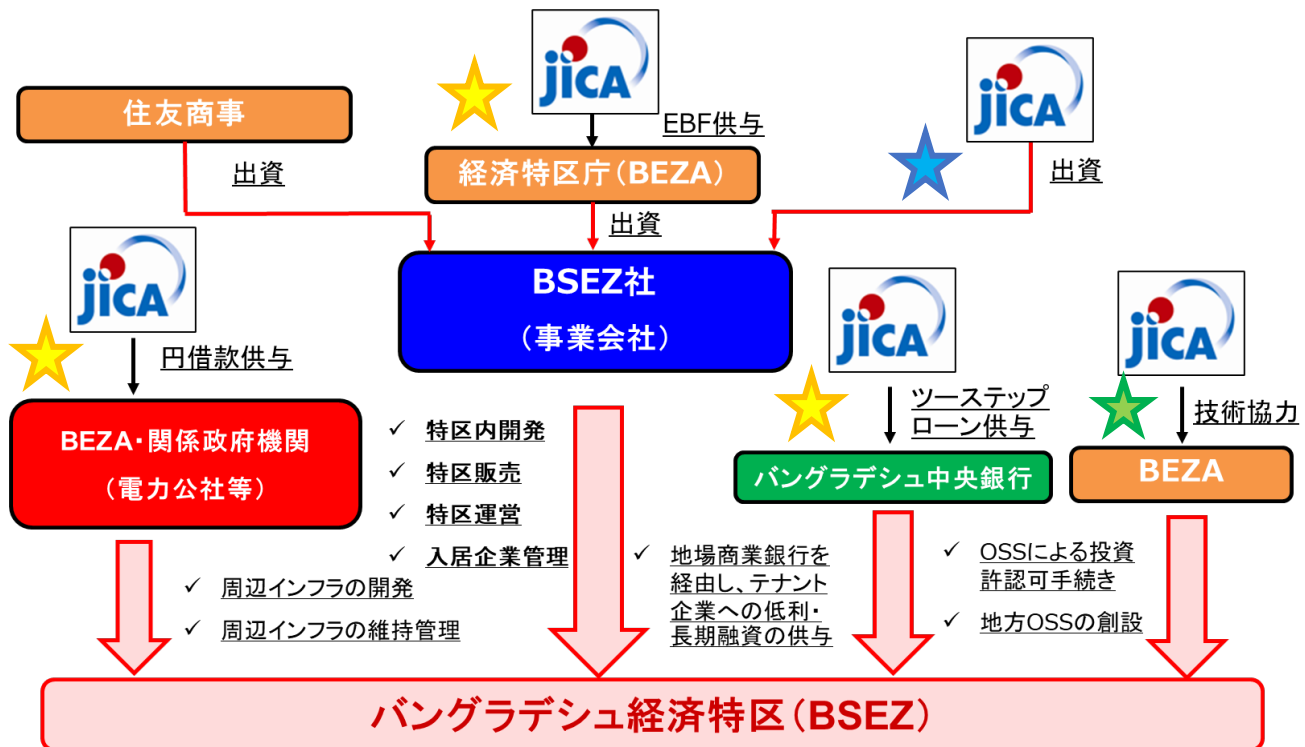 JICA
JICA
住友商事
EBF供与
出資
経済特区庁(BEZA)
出資
出資
JICA
BSEZ社
(事業会社)
JICA
JICA
円借款供与
ツーステップ
ローン供与
技術協力
BEZA・関係政府機関
(電力公社等)
✓ 特区内開発
✓ 特区販売
✓ 特区運営
✓ 入居企業管理
バングラデシュ中央銀行
BEZA
✓ 周辺インフラの開発
✓ 周辺インフラの維持管理
✓ 地場商業銀行を
経由し、テナント
企業への低利・
長期融資の供与
✓ OSSによる投資
許認可手続き
✓ 地方OSSの創設
バングラデシュ経済特区(BSEZ)